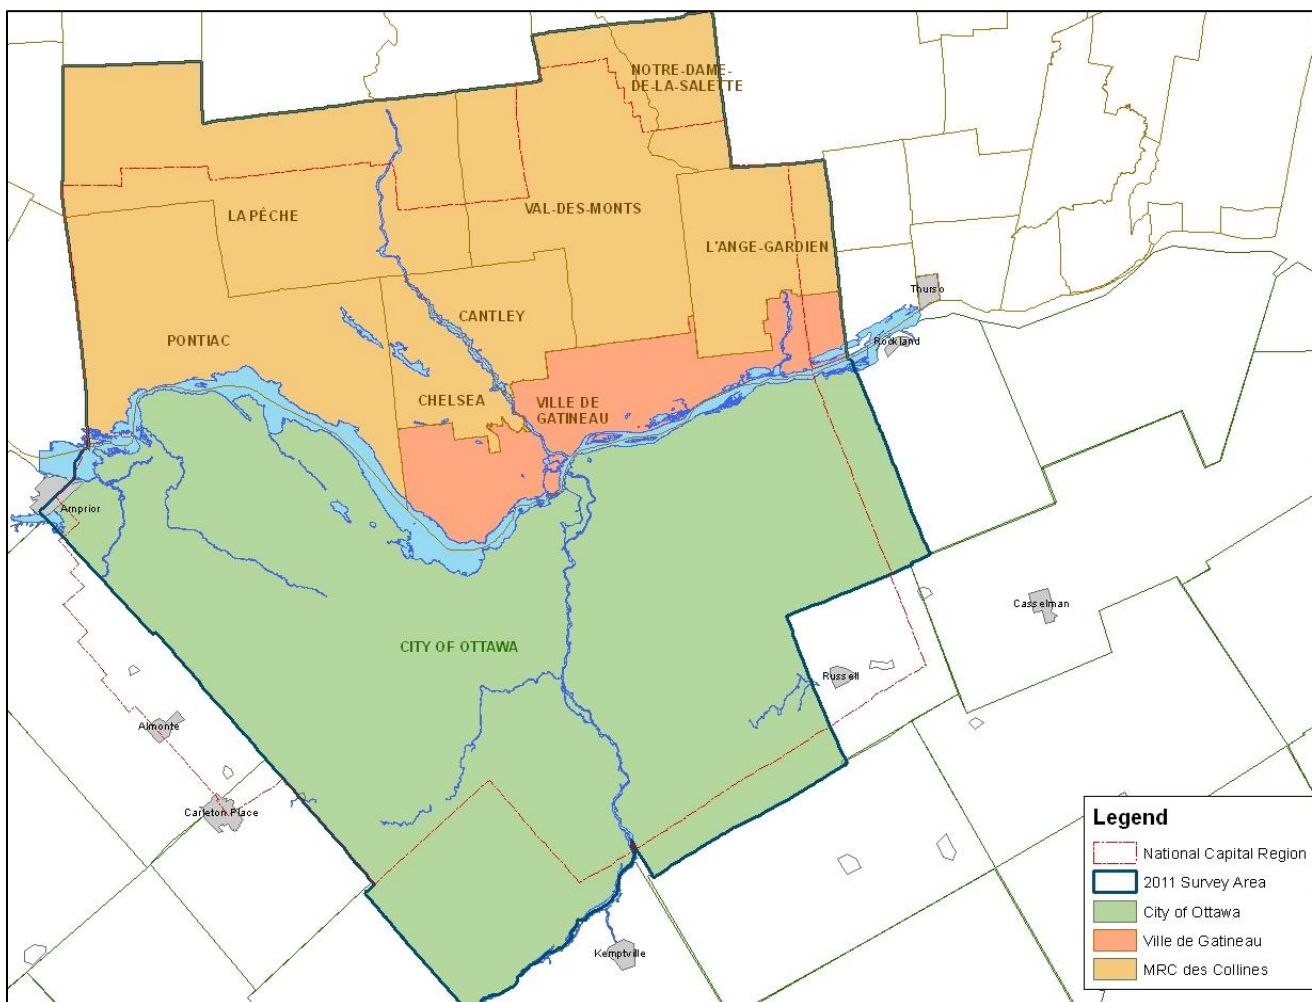 NOTRE-DAME-
DE-LA-SALETTE
LA PÊCHE
VAL-DES-MONTS
L'ANGE-GARDIEN
Thurso
CANTLEY
PONTIAC
Rockland
CHELSEA
VILLE DE
GATINEAU
Arnprior
Casselman
CITY OF OTTAWA
Russell
Almonte
Carleton Place
Kemptville
Legend
National Capital Region
2011 Survey Area
City of Ottawa
Ville de Gatineau
MRC des Collines